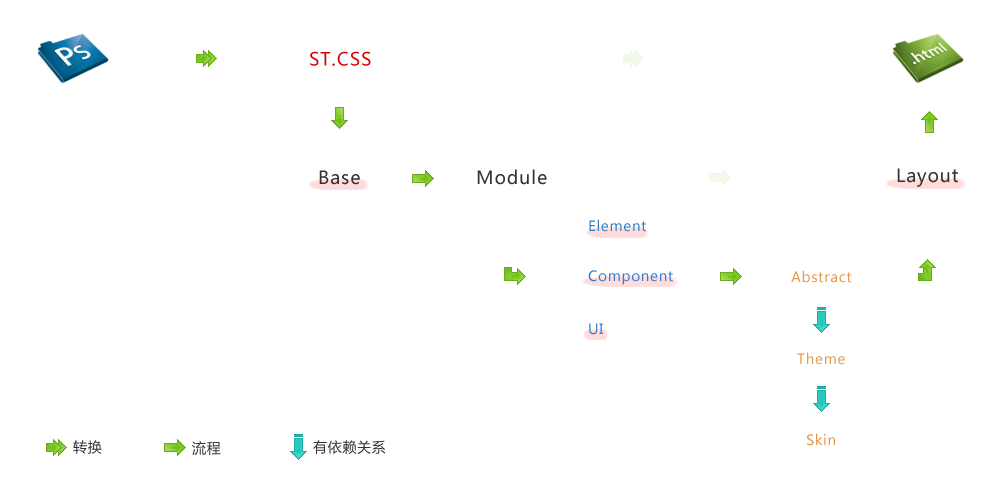 Ps
ST.CSS
.html
Base
Module
Layout
Element
Component
Abstract
UI
Theme
Skin
转换
流程
有依赖关系